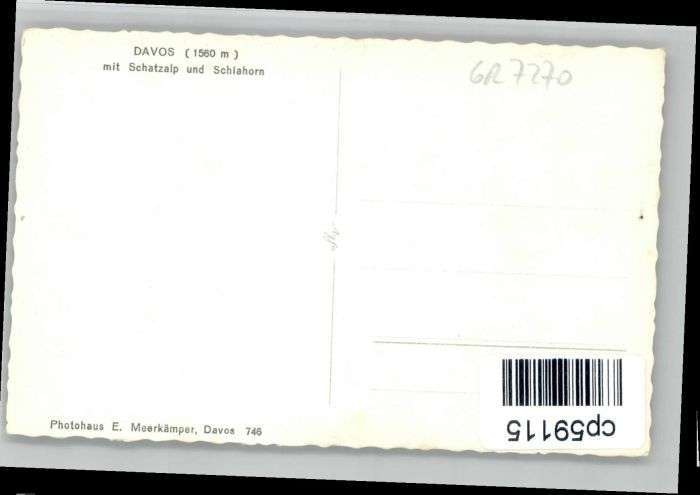 DAVOS (1560 m)
mit Schatzalp und Schiahorn
GR 7270
Photohaus E. Meerkämper, Davos 746
cp59115